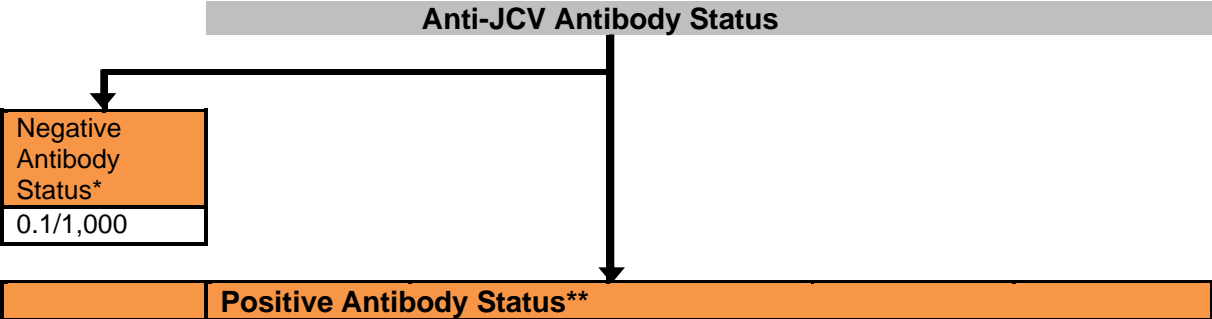 Anti-JCV Antibody Status
Negative
Antibody
Status*
0.1/1,000
Positive Antibody Status**